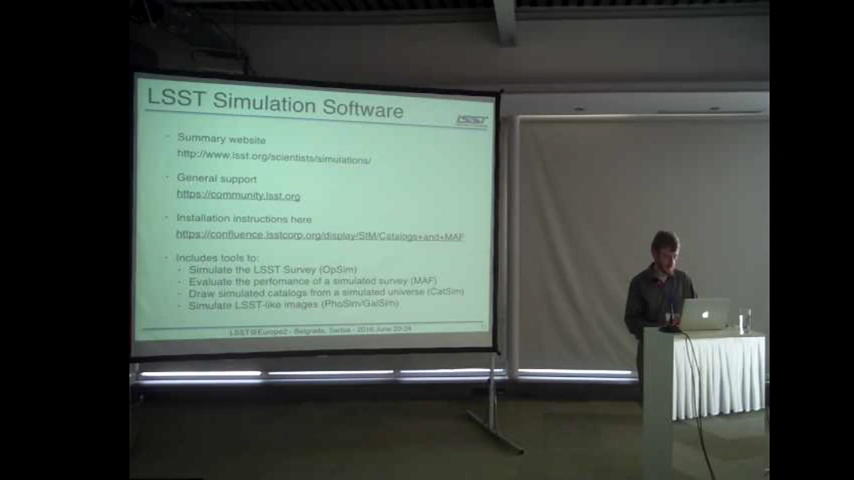 LSST Simulation Software
LSST
Summary website
http://www.lsst.org/scientists/simulations/
General support
https://community.lsst.org
Installation instructions here
https://confluence.lsstcorp.org/display/SIM/Catalogs+and+MAF
Includes tools to:
Simulate the LSST Survey (OpSim)
Evaluate the perfomance of a simulated survey (MAF)
Draw simulated catalogs from a simulated universe (CatSim)
Simulate LSST-like images (PhoSim/GalSim)
LSST@Europe2 - Belgrade, Serbia - 2016 June 20-24